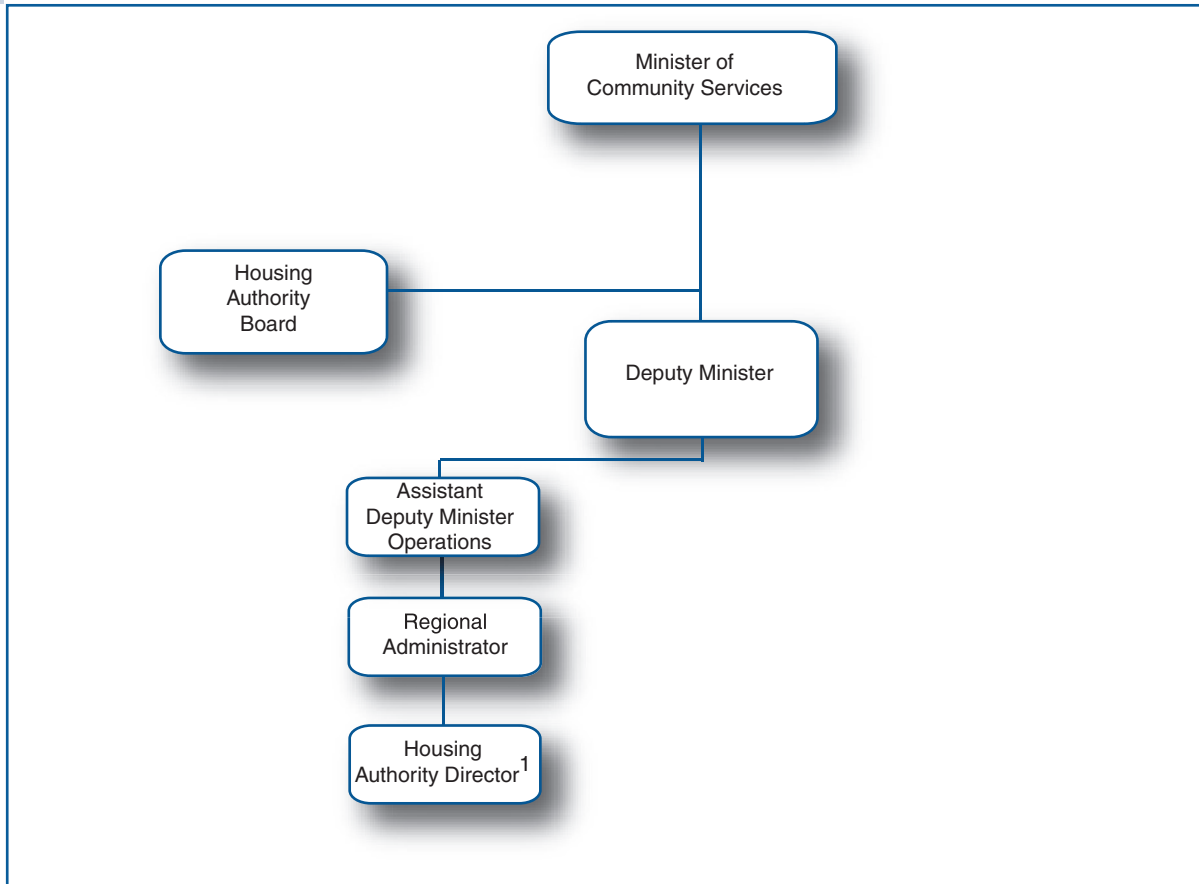 Minister of
Community Services
Housing
Authority
Board
Deputy Minister
Assistant
Deputy Minister
Operations
Regional
Administrator
Housing
Authority Director1